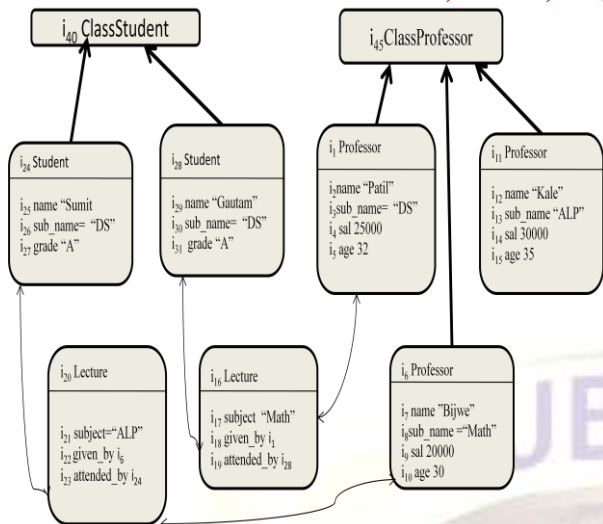 i₄₀ ClassStudent
i₄₅ClassProfessor
i₂₄ Student
i₂₅ name “Sumit
i₂₆ sub_name= “DS”
i₂₇ grade “A”
i₂₈ Student
i₂₉ name “Gautam”
i₃₀ sub_name= “DS”
i₃₁ grade “A”
i₁ Professor
i₂name “Patil”
i₃sub_name= “DS”
i₄ sal 25000
i₅ age 32
i₁₁ Professor
i₁₂ name “Kale”
i₁₃ sub_name “ALP”
i₁₄ sal 30000
i₁₅ age 35
i₂₀ Lecture
i₂₁ subject=“ALP”
i₂₂ given_by i₆
i₂₃ attended_by i₂₄
i₁₆ Lecture
i₁₇ subject “Math”
i₁₈ given_by i₁
i₁₉ attended_by i₂₈
i₆ Professor
i₇ name ”Bijwe”
i₈sub_name =“Math”
i₉ sal 20000
i₁₀ age 30
UB